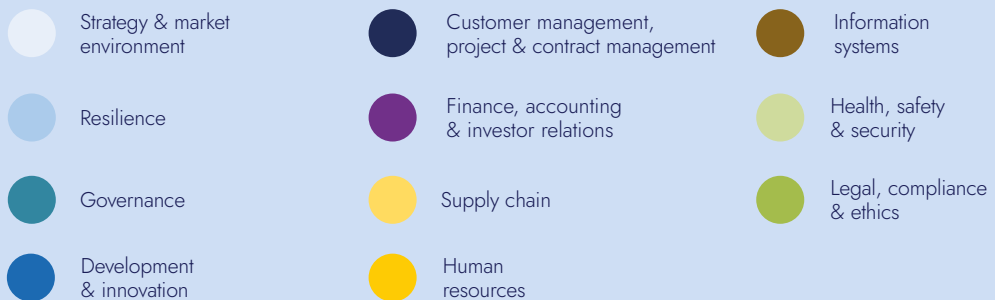 Strategy & market
environment
Resilience
Governance
Development
& innovation
Customer management,
project & contract management
Finance, accounting
& investor relations
Supply chain
Human
resources
Information
systems
Health, safety
& security
Legal, compliance
& ethics